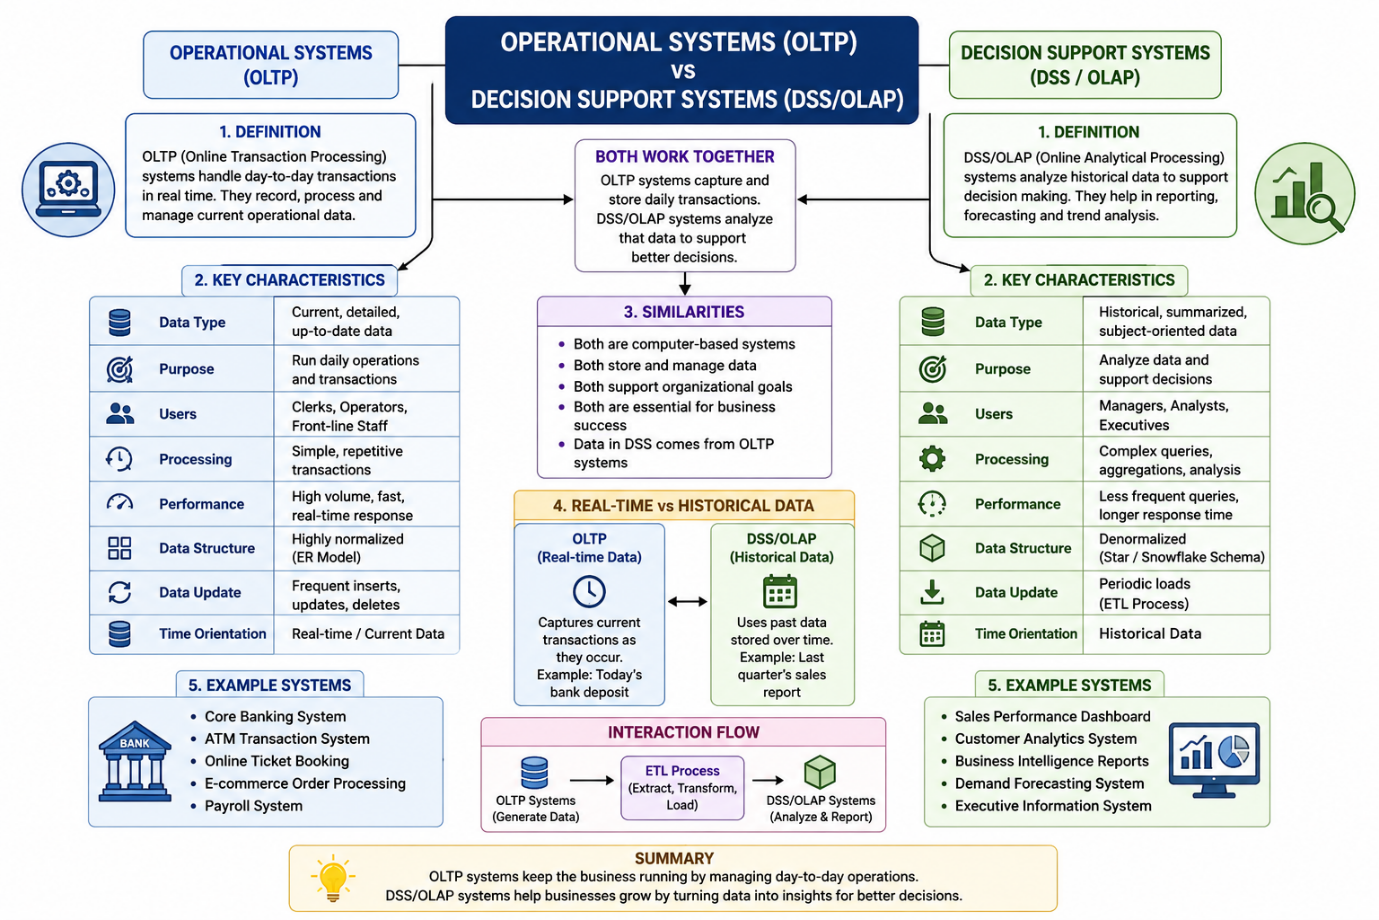 OPERATIONAL SYSTEMS (OLTP)
vs
DECISION SUPPORT SYSTEMS (DSS/OLAP)
OPERATIONAL SYSTEMS
(OLTP)
1. DEFINITION
OLTP (Online Transaction Processing)
systems handle day-to-day transactions
in real time. They record, process and
manage current operational data.
2. KEY CHARACTERISTICS
Data Type
Current, detailed,
up-to-date data
Purpose
Run daily operations
and transactions
Users
Clerks, Operators,
Front-line Staff
Processing
Simple, repetitive
transactions
Performance
High volume, fast,
real-time response
Data Structure
Highly normalized
(ER Model)
Data Update
Frequent inserts,
updates, deletes
Time Orientation
Real-time / Current Data
5. EXAMPLE SYSTEMS
BANK
• Core Banking System
• ATM Transaction System
• Online Ticket Booking
• E-commerce Order Processing
• Payroll System
BOTH WORK TOGETHER
OLTP systems capture and
store daily transactions.
DSS/OLAP systems analyze
that data to support
better decisions.
3. SIMILARITIES
• Both are computer-based systems
• Both store and manage data
• Both support organizational goals
• Both are essential for business
success
• Data in DSS comes from OLTP
systems
4. REAL-TIME vs HISTORICAL DATA
OLTP
(Real-time Data)
Captures current
transactions as
they occur.
Example: Today's
bank deposit
DSS/OLAP
(Historical Data)
Uses past data
stored over time.
Example: Last
quarter's sales
report
INTERACTION FLOW
OLTP Systems
(Generate Data)
ETL Process
(Extract, Transform,
Load)
DSS/OLAP Systems
(Analyze & Report)
DECISION SUPPORT SYSTEMS
(DSS / OLAP)
1. DEFINITION
DSS/OLAP (Online Analytical Processing)
systems analyze historical data to support
decision making. They help in reporting,
forecasting and trend analysis.
2. KEY CHARACTERISTICS
Data Type
Historical, summarized,
subject-oriented data
Purpose
Analyze data and
support decisions
Users
Managers, Analysts,
Executives
Processing
Complex queries,
aggregations, analysis
Performance
Less frequent queries,
longer response time
Data Structure
Denormalized
(Star / Snowflake Schema)
Data Update
Periodic loads
(ETL Process)
Time Orientation
Historical Data
5. EXAMPLE SYSTEMS
• Sales Performance Dashboard
• Customer Analytics System
• Business Intelligence Reports
• Demand Forecasting System
• Executive Information System
SUMMARY
OLTP systems keep the business running by managing day-to-day operations.
DSS/OLAP systems help businesses grow by turning data into insights for better decisions.